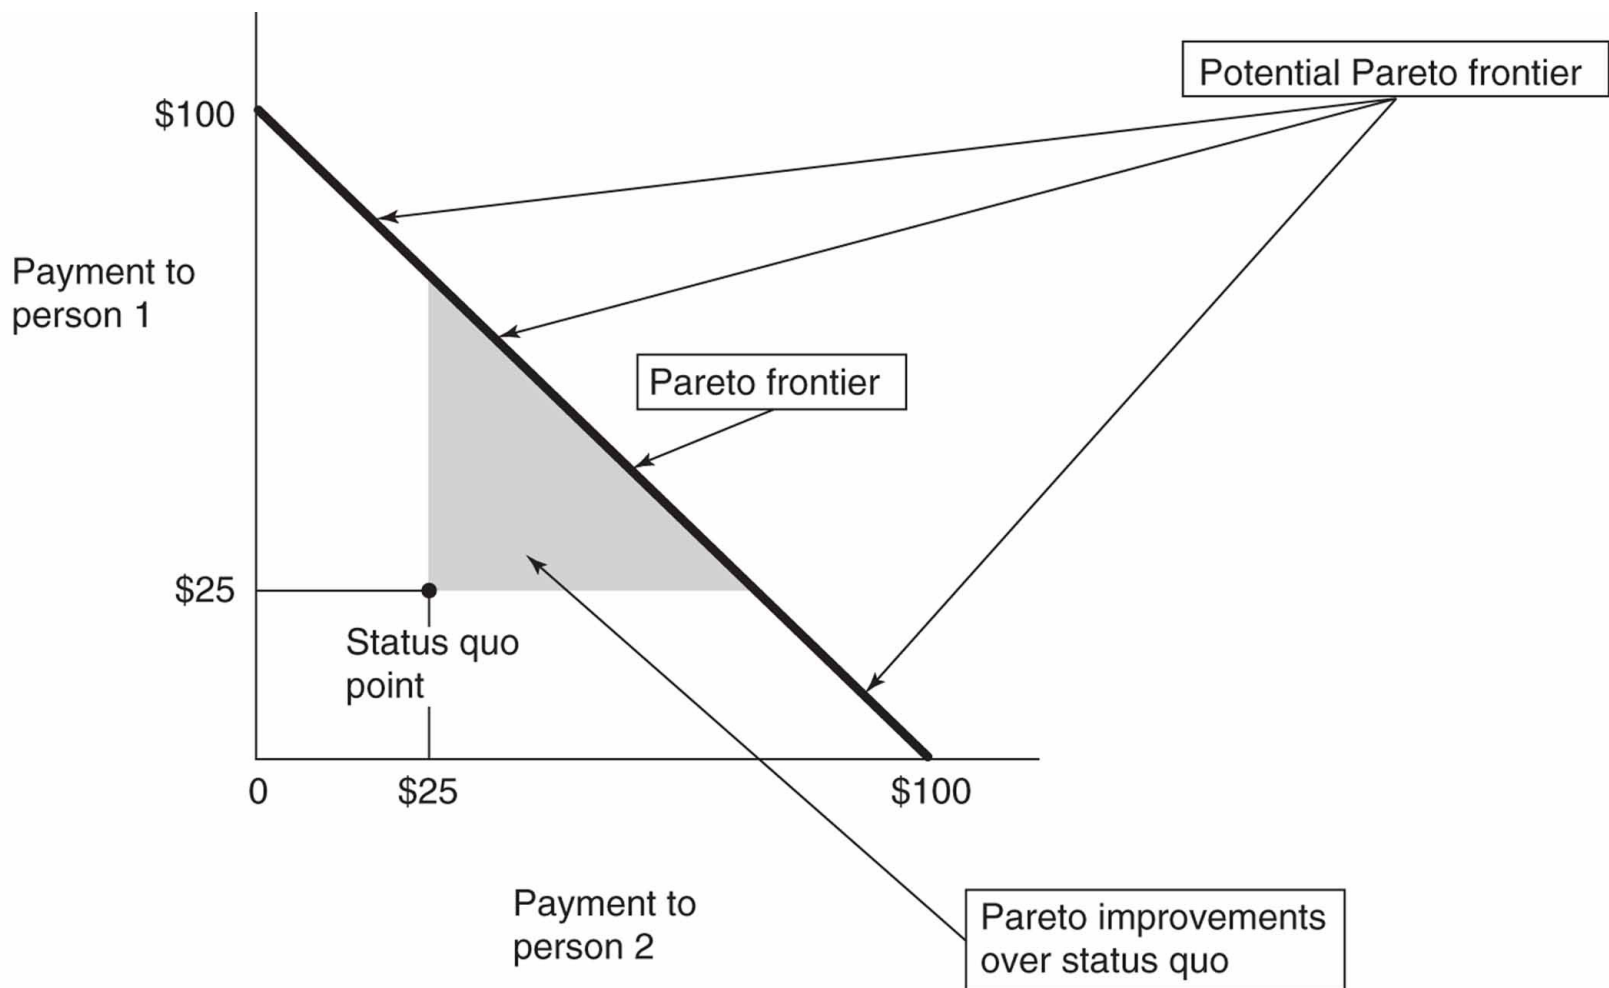 Potential Pareto frontier
$100
Payment to
person 1
Pareto frontier
$25
Status quo
point
0
$25
$100
Payment to
person 2
Pareto improvements
over status quo